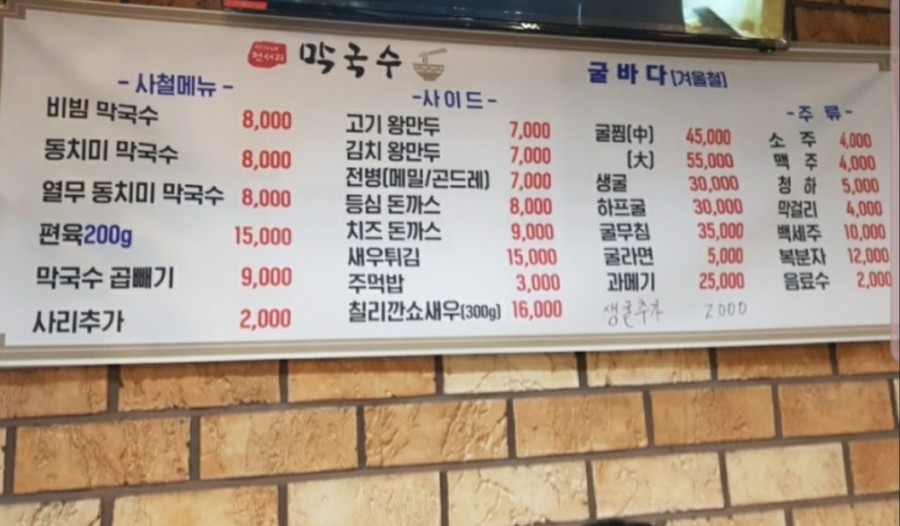 천서리 막국수
-사철메뉴-
비빔 막국수 8,000
동치미 막국수 8,000
열무 동치미 막국수 8,000
편육200g 15,000
막국수 곱빼기 9,000
사리추가 2,000
-사이드-
고기 왕만두 7,000
김치 왕만두 7,000
전병(메밀/곤드레) 7,000
등심 돈까스 8,000
치즈 돈까스 9,000
새우튀김 15,000
주먹밥 3,000
칠리깐쇼새우(300g) 16,000
굴바다[겨울철]
굴찜(中) 45,000
(大) 55,000
생굴 30,000
하프굴 30,000
굴무침 35,000
굴라면 5,000
과메기 25,000
생굴추가 2000
-주 류-
소 주 4,000
맥 주 4,000
청 하 5,000
막걸리 4,000
백세주 10,000
복분자 12,000
음료수 2,000